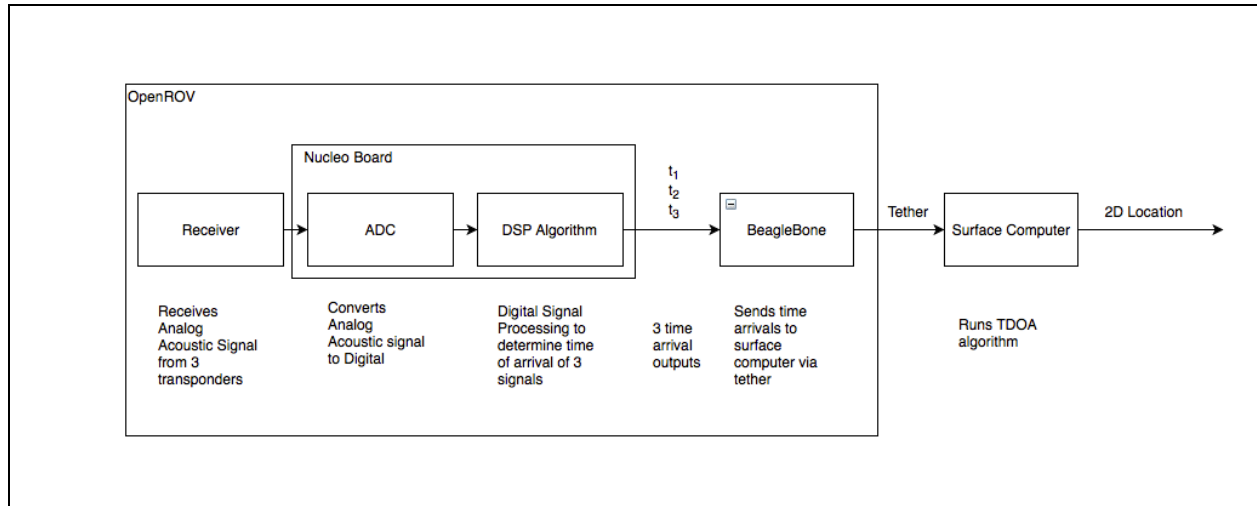 OpenROV
Nucleo Board
Receiver
ADC
DSP Algorithm
t1
t2
t3
BeagleBone
Tether
Surface Computer
2D Location
Receives
Analog
Acoustic Signal
from 3
transponders
Converts
Analog
Acoustic signal
to Digital
Digital Signal
Processing to
determine time
of arrival of 3
signals
3 time
arrival
outputs
Sends time
arrivals to
surface
computer via
tether
Runs TDOA
algorithm